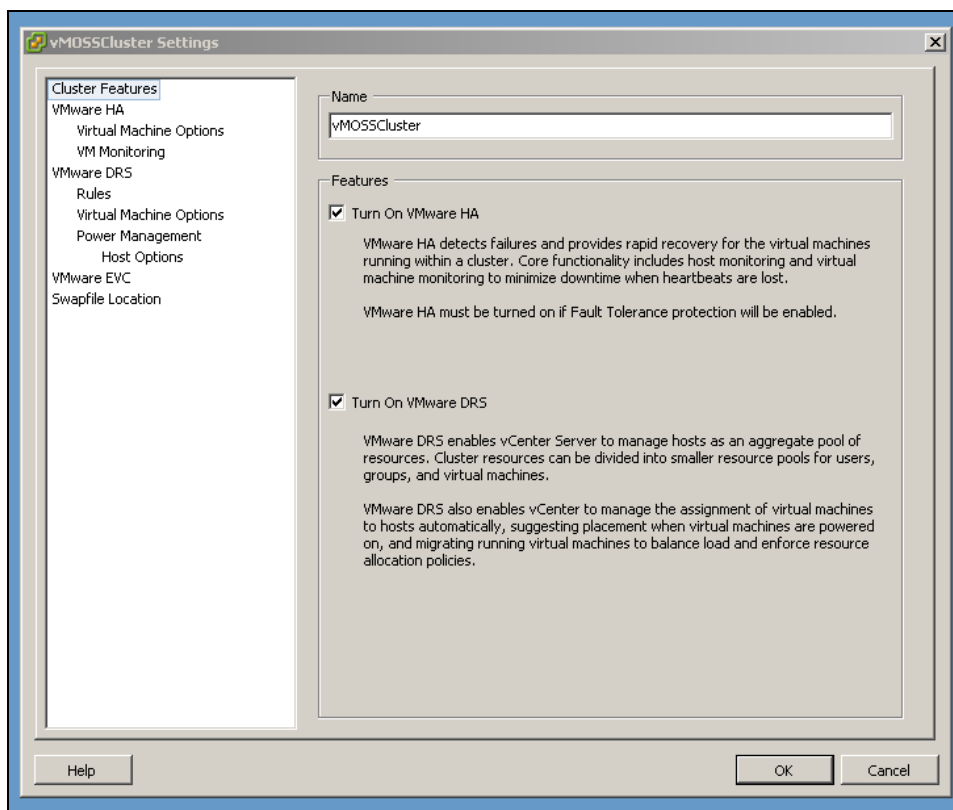 vMOSSCluster Settings
Cluster Features
VMware HA
Virtual Machine Options
VM Monitoring
VMware DRS
Rules
Virtual Machine Options
Power Management
Host Options
VMware EVC
Swapfile Location
Name
vMOSSCluster
Features
Turn On VMware HA
VMware HA detects failures and provides rapid recovery for the virtual machines
running within a cluster. Core functionality includes host monitoring and virtual
machine monitoring to minimize downtime when heartbeats are lost.
VMware HA must be turned on if Fault Tolerance protection will be enabled.
Turn On VMware DRS
VMware DRS enables vCenter Server to manage hosts as an aggregate pool of
resources. Cluster resources can be divided into smaller resource pools for users,
groups, and virtual machines.
VMware DRS also enables vCenter to manage the assignment of virtual machines
to hosts automatically, suggesting placement when virtual machines are powered
on, and migrating running virtual machines to balance load and enforce resource
allocation policies.
Help
OK
Cancel